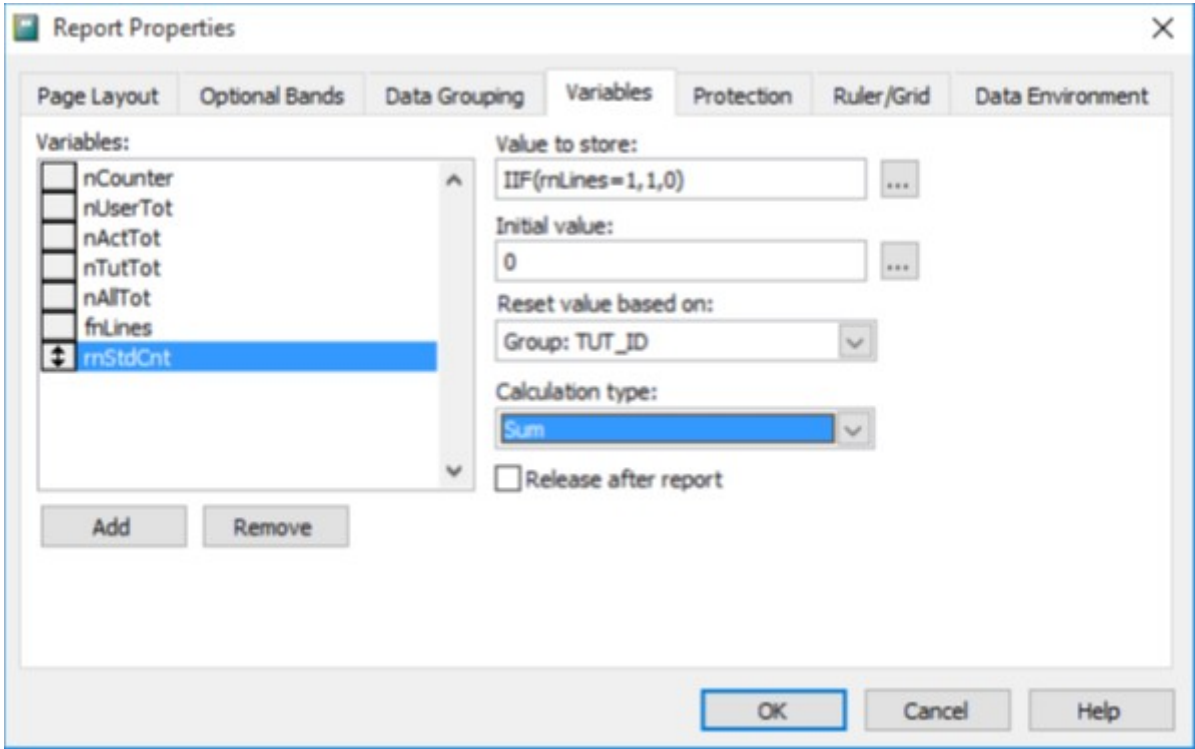 Report Properties
Page Layout Optional Bands Data Grouping Variables Protection Ruler/Grid Data Environment
Variables:
nCounter
nUserTot
nActTot
nTutTot
nAllTot
fnLines
rnStdCnt
Add Remove
Value to store:
IIF(rnLines=1,1,0) ...
Initial value:
0 ...
Reset value based on:
Group: TUT_ID
Calculation type:
Sum
Release after report
OK Cancel Help